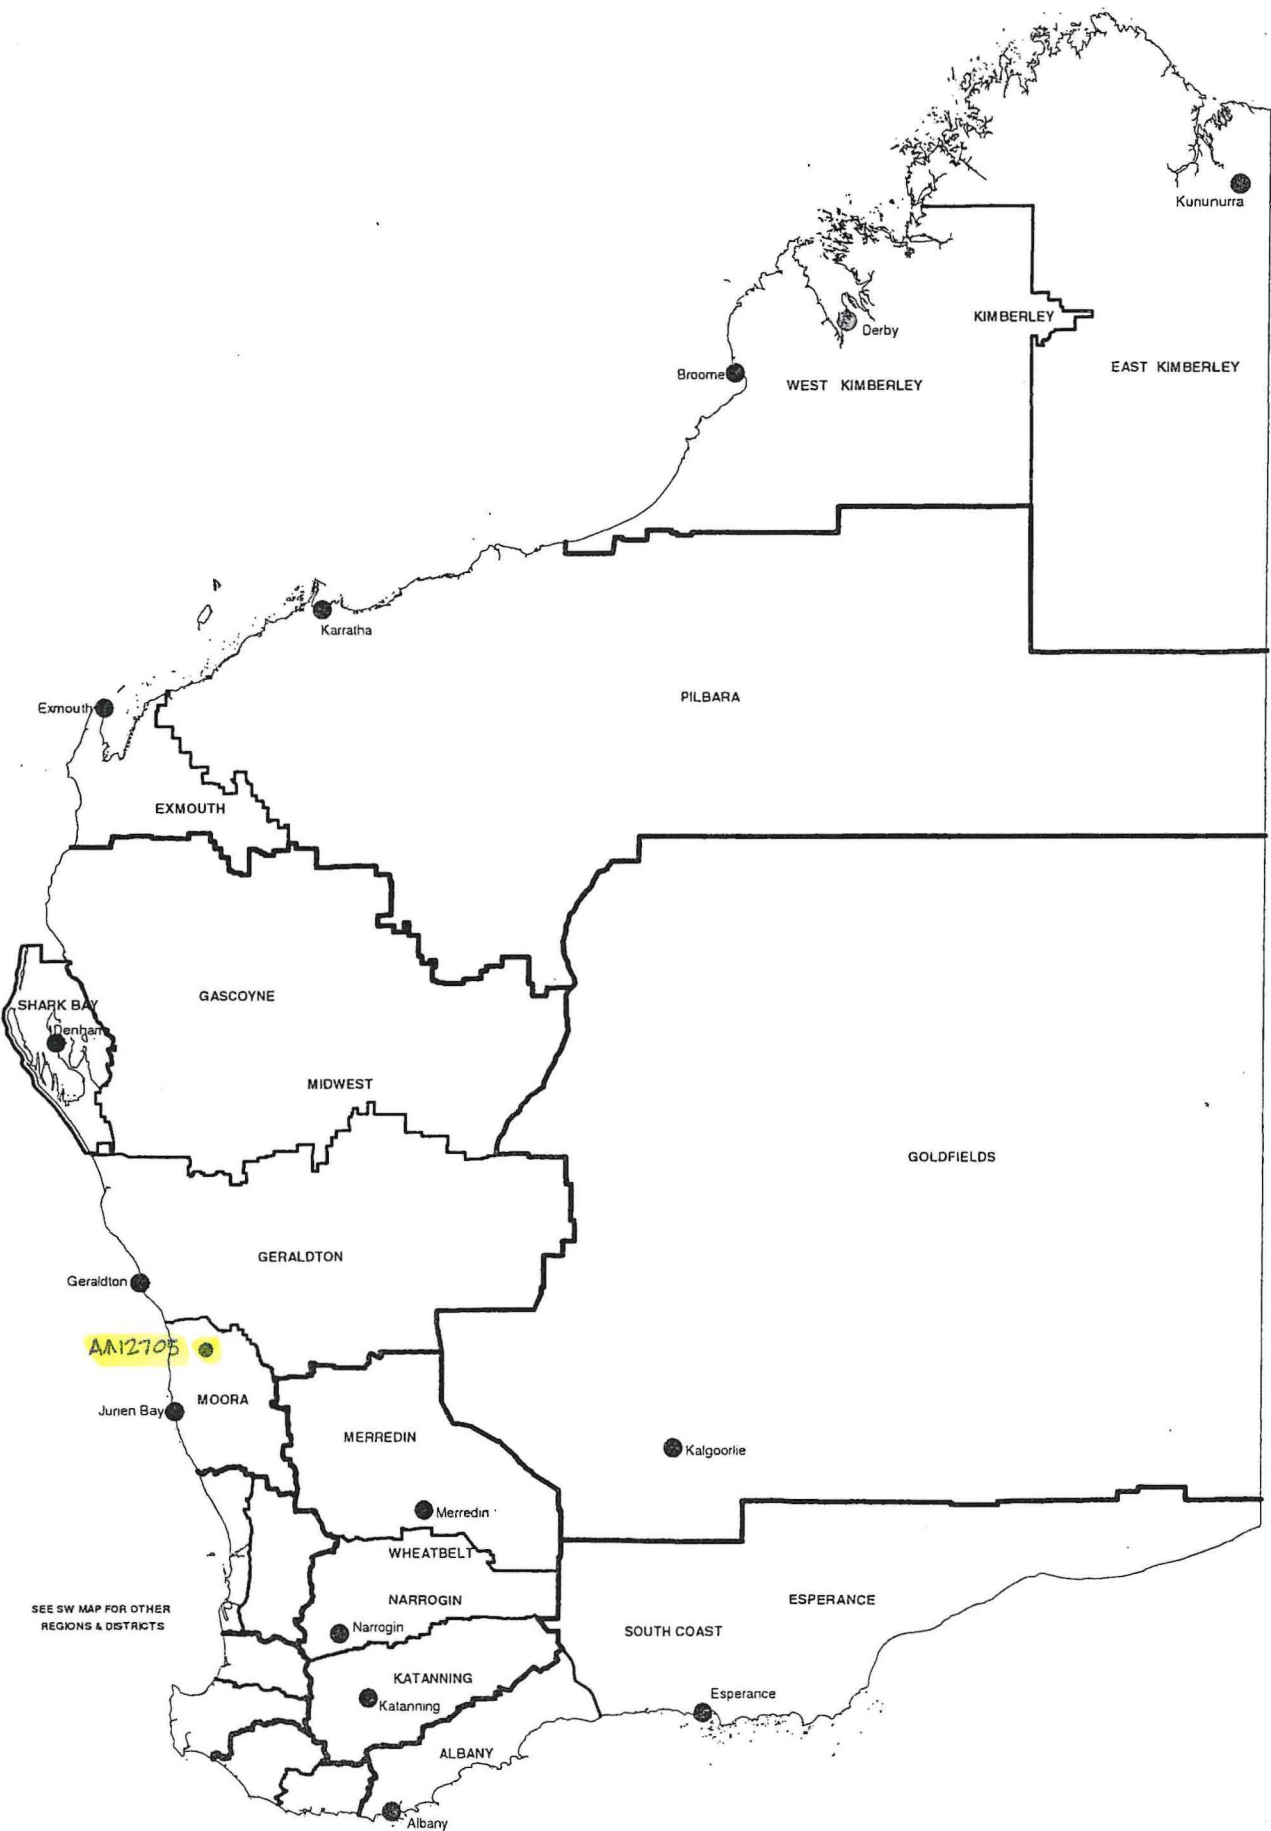 Kununurra
KIMBERLEY
Derby
EAST KIMBERLEY
Broome
WEST KIMBERLEY
Karratha
PILBARA
Exmouth
EXMOUTH
GASCOYNE
SHARK BAY
Denham
MIDWEST
GOLDFIELDS
GERALDTON
Geraldton
AA12705
MOORA
Jurien Bay
MERREDIN
Kalgoorlie
Merredin
WHEATBELT
NARROGIN
ESPERANCE
SEE SW MAP FOR OTHER
REGIONS & DISTRICTS
Narrogin
SOUTH COAST
KATANNING
Katanning
Esperance
ALBANY
Albany